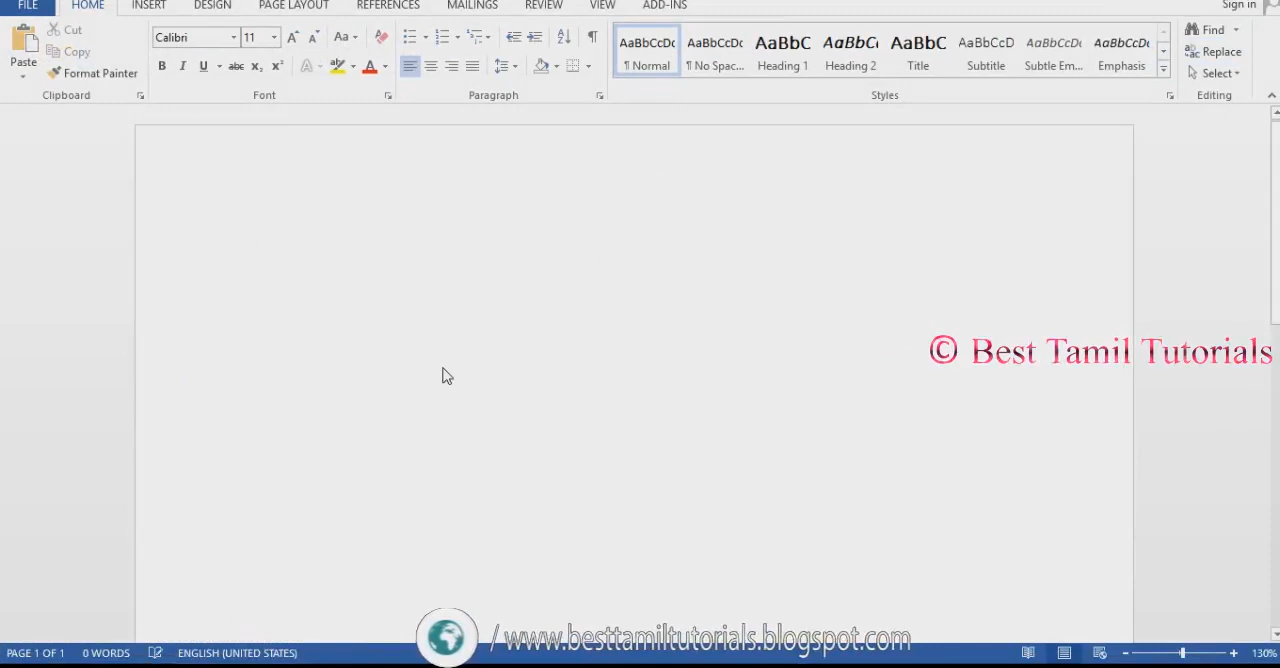 FILE HOME INSERT DESIGN PAGE LAYOUT REFERENCES MAILINGS REVIEW VIEW ADD-INS Sign in
Paste
Cut
Copy
Format Painter
Clipboard
Calibri 11
Font
Paragraph
AaBbCcDc AaBbCcDc AaBbC AaBbCc AaBbC AaBbCcD AaBbCcDc AaBbCcDc
¶ Normal ¶ No Spac... Heading 1 Heading 2 Title Subtitle Subtle Em... Emphasis
Styles
Find
Replace
Select
Editing
© Best Tamil Tutorials
/ www.besttamiltutorials.blogspot.com
PAGE 1 OF 1 0 WORDS ENGLISH (UNITED STATES) 130%